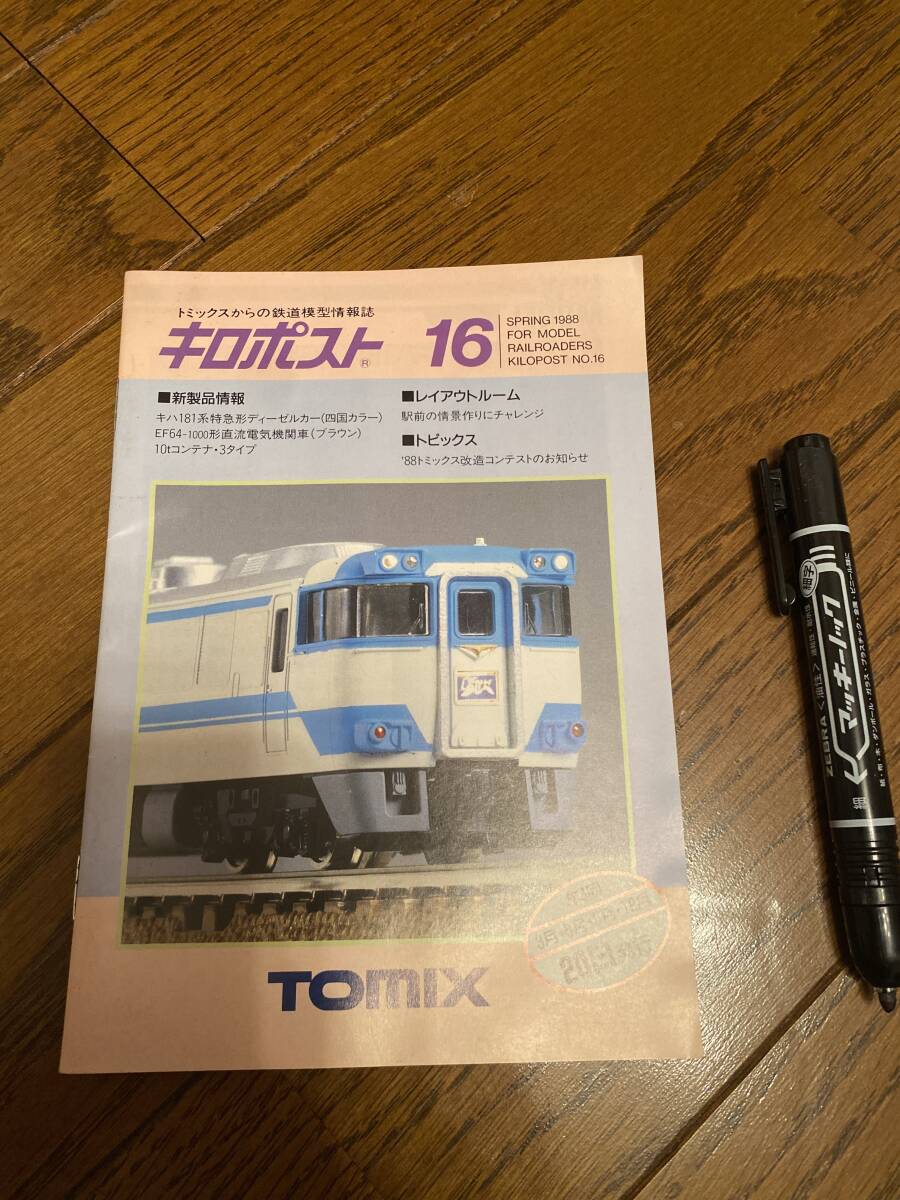 トミックスからの鉄道模型情報誌
キロポスト®
16
SPRING 1988
FOR MODEL
RAILROADERS
KILOPOST NO.16
■新製品情報
キハ181系特急形ディーゼルカー(四国カラー)
EF64-1000形直流電気機関車(ブラウン)
10tコンテナ・3タイプ
■レイアウトルーム
駅前の情景作りにチャレンジ
■トピックス
'88トミックス改造コンテストのお知らせ
TOMIX
ZEBRA <油性>
マッキーノック
細字
黒